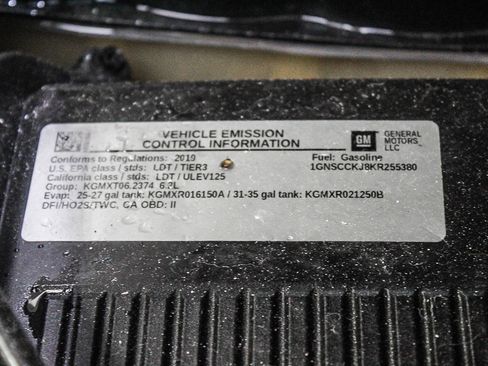 VEHICLE EMISSION
CONTROL INFORMATION
GM
GENERAL
MOTORS
LLC
Conforms to Regulations: 2019
Fuel: Gasoline
U.S. EPA class / stds: LDT / TIER3
1GNSCCKJ8KR255380
California class / stds: LDT / ULEV125
Group: KGMXT06.2374 6.2L
Evap: 25-27 gal tank: KGMXR016150A / 31-35 gal tank: KGMXR021250B
DFI/HO2S/TWC, CA OBD: II